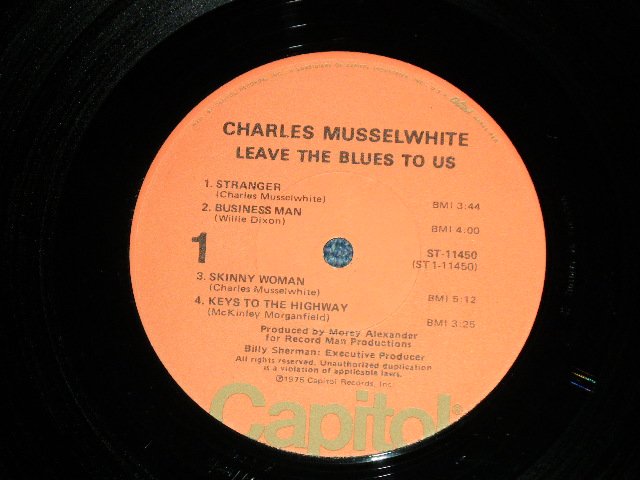 CHARLES MUSSELWHITE
LEAVE THE BLUES TO US
1. STRANGER
(Charles Musselwhite)
BMI 3:44
2. BUSINESS MAN
(Willie Dixon)
BMI 4:00
1
ST-11450
(ST1-11450)
3. SKINNY WOMAN
(Charles Musselwhite)
BMI 5:12
4. KEYS TO THE HIGHWAY
(McKinley Morganfield)
BMI 3:25
Produced by Morey Alexander
for Record Man Productions
Billy Sherman: Executive Producer
All rights reserved. Unauthorized duplication
is a violation of applicable laws.
℗1975 Capitol Records, Inc.
Capitol®